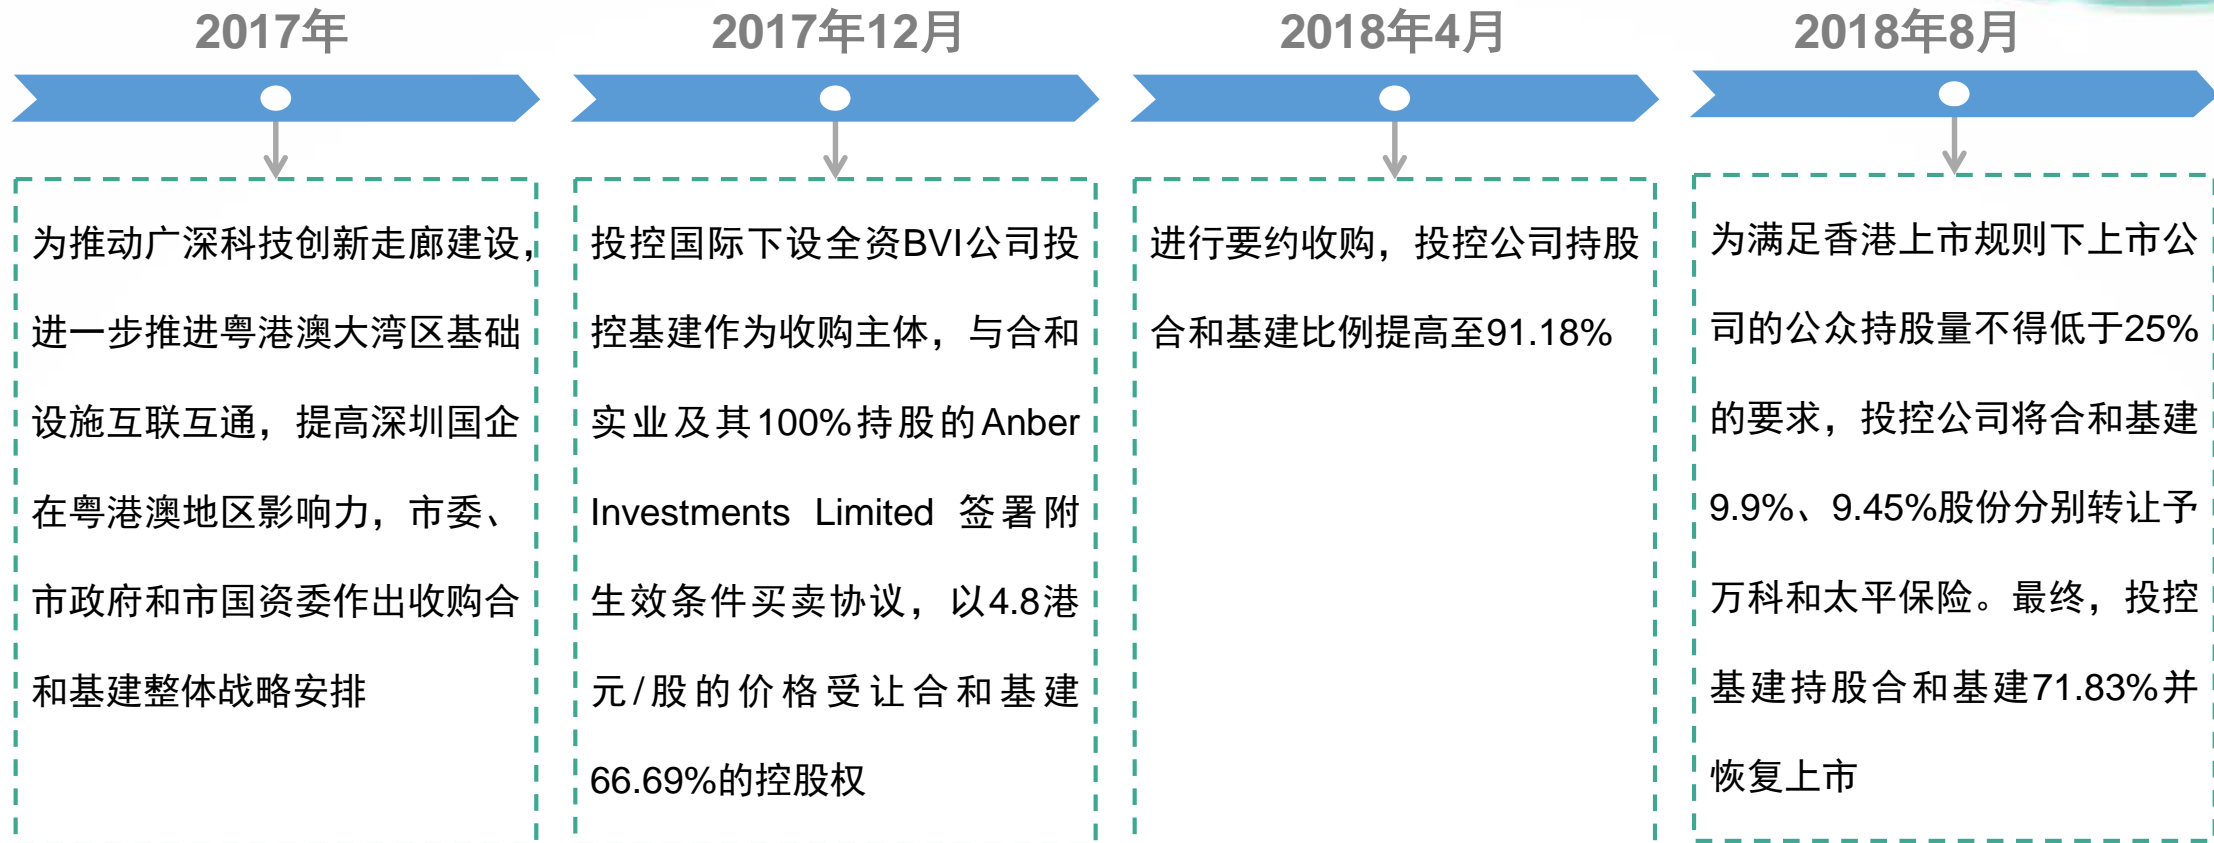 2017年
为推动广深科技创新走廊建设，
进一步推进粤港澳大湾区基础
设施互联互通，提高深圳国企
在粤港澳地区影响力，市委、
市政府和市国资委作出收购合
和基建整体战略安排
2017年12月
投控国际下设全资BVI公司投
控基建作为收购主体，与合和
实业及其100%持股的Anber
Investments Limited 签署附
生效条件买卖协议，以4.8港
元/股的价格受让合和基建
66.69%的控股权
2018年4月
进行要约收购，投控公司持股
合和基建比例提高至91.18%
2018年8月
为满足香港上市规则下上市公
司的公众持股量不得低于25%
的要求，投控公司将合和基建
9.9%、9.45%股份分别转让予
万科和太平保险。最终，投控
基建持股合和基建71.83%并
恢复上市